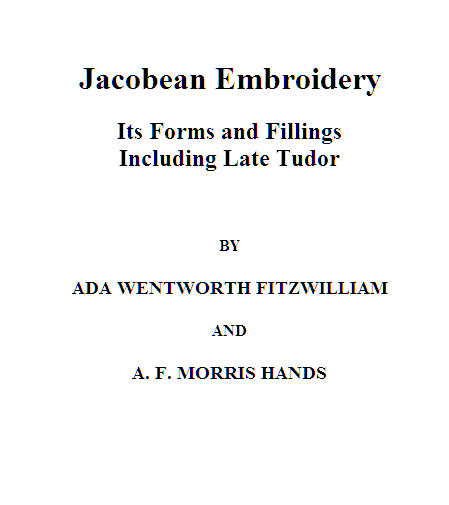 Jacobean Embroidery
Its Forms and Fillings
Including Late Tudor
BY
ADA WENTWORTH FITZWILLIAM
AND
A. F. MORRIS HANDS